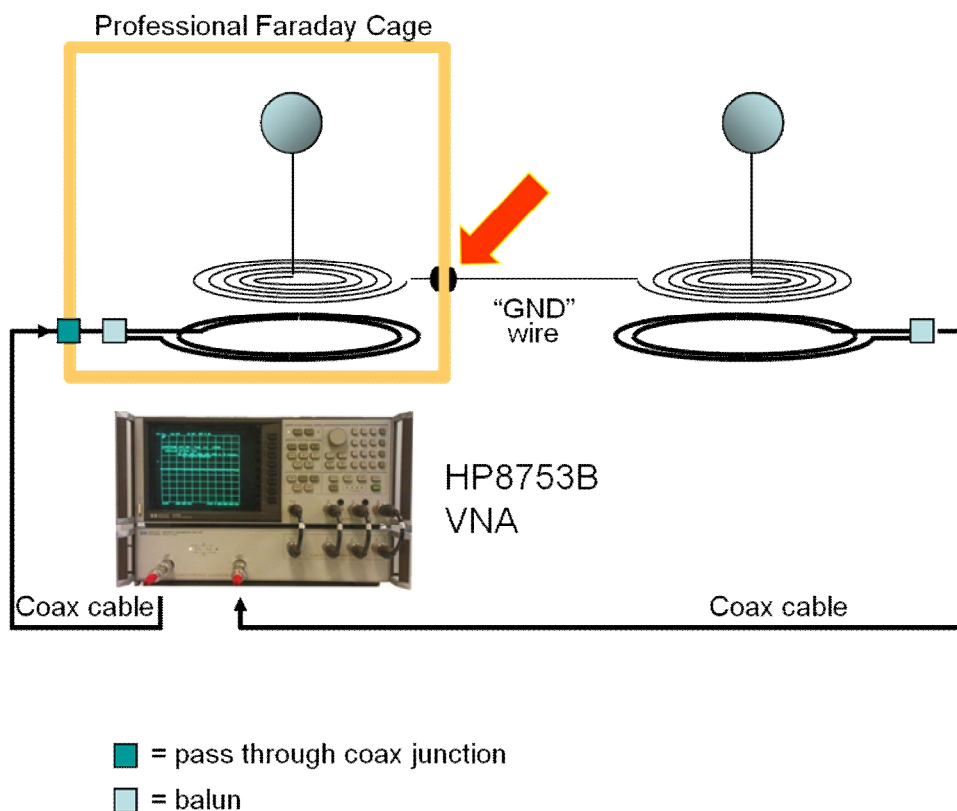 Professional Faraday Cage
“GND”
wire
HP8753B
VNA
Coax cable
Coax cable
= pass through coax junction
= balun